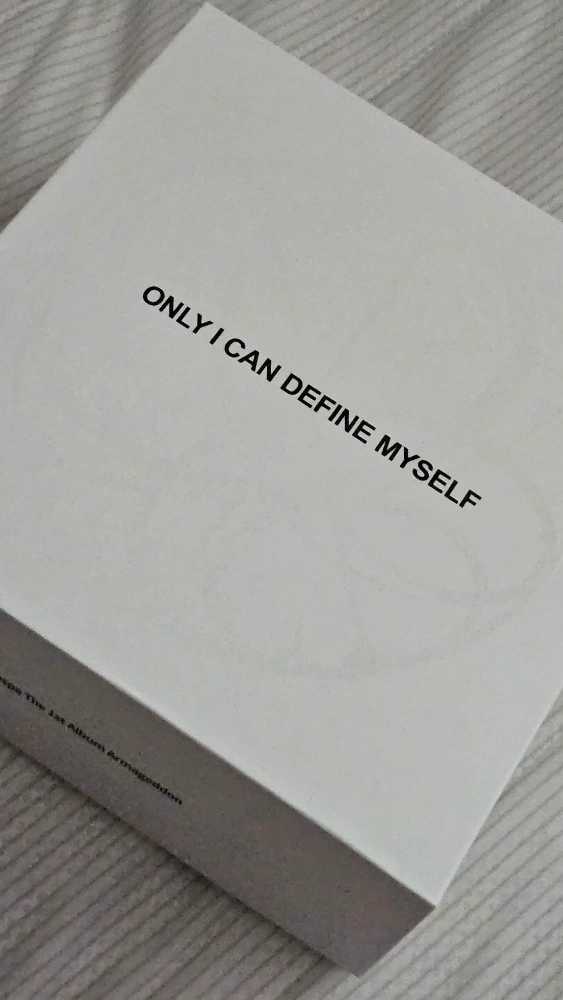 ONLY I CAN DEFINE MYSELF
The 1st Album Armageddon